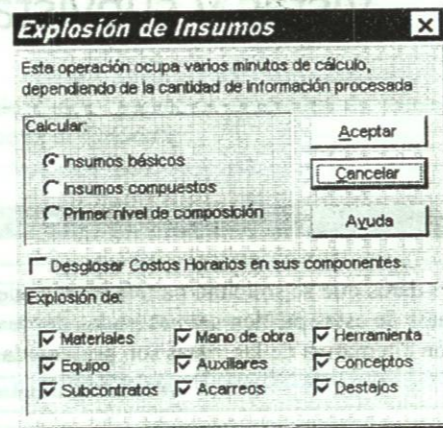 Explosión de Insumos
Esta operación ocupa varios minutos de cálculo,
dependiendo de la cantidad de información procesada
Calcular:
Insumos básicos
Insumos compuestos
Primer nivel de composición
Aceptar
Cancelar
Ayuda
Desglosar Costos Horarios en sus componentes
Explosión de:
Materiales Mano de obra Herramienta
Equipo Auxiliares Conceptos
Subcontratos Acarreos Destajos